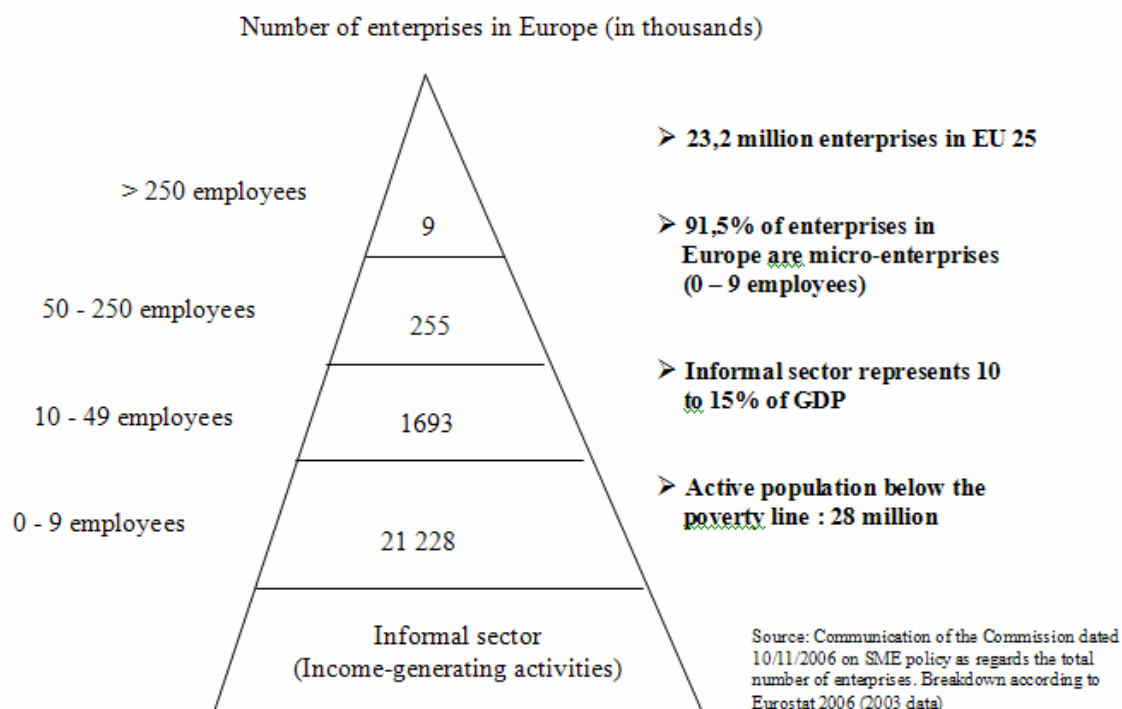 Number of enterprises in Europe (in thousands)
> 250 employees
9
50 - 250 employees
255
10 - 49 employees
1693
0 - 9 employees
21 228
Informal sector
(Income-generating activities)
➢ 23,2 million enterprises in EU 25
➢ 91,5% of enterprises in
Europe are micro-enterprises
(0 – 9 employees)
➢ Informal sector represents 10
to 15% of GDP
➢ Active population below the
poverty line : 28 million
Source: Communication of the Commission dated
10/11/2006 on SME policy as regards the total
number of enterprises. Breakdown according to
Eurostat 2006 (2003 data)